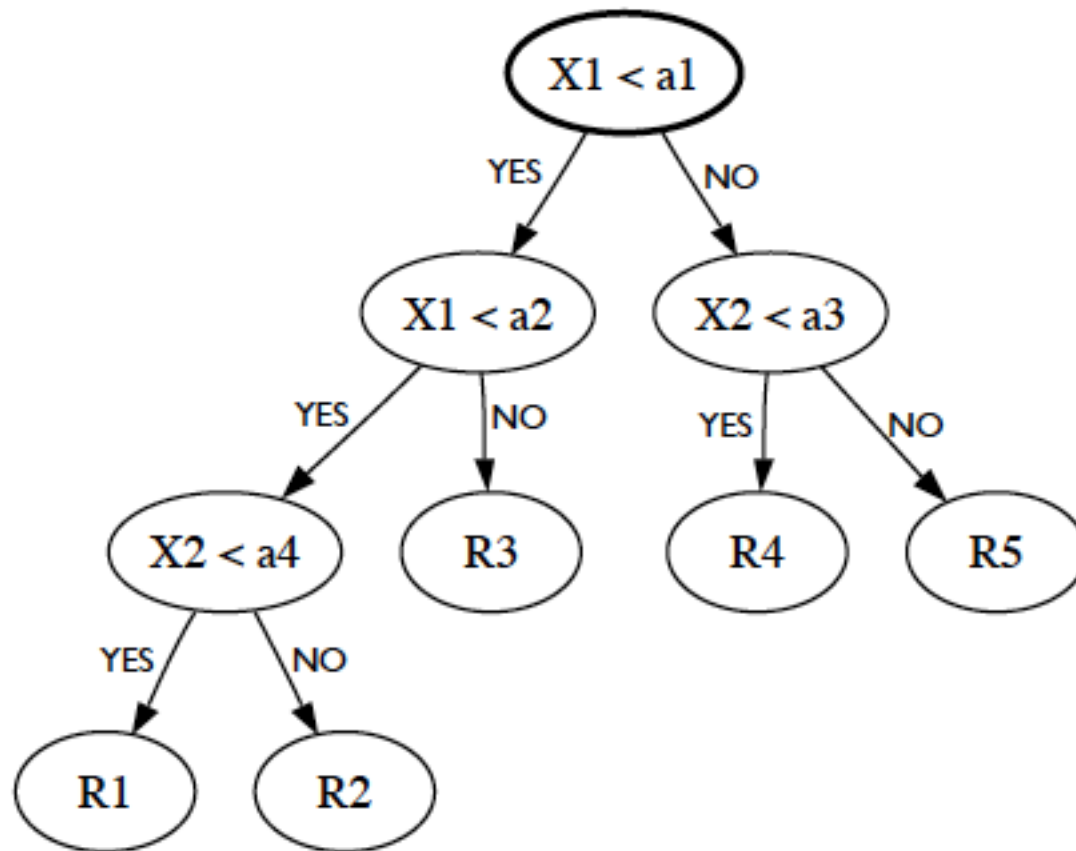 X1 < a1
YES
NO
X1 < a2
X2 < a3
YES
NO
YES
NO
X2 < a4
R3
R4
R5
YES
NO
R1
R2